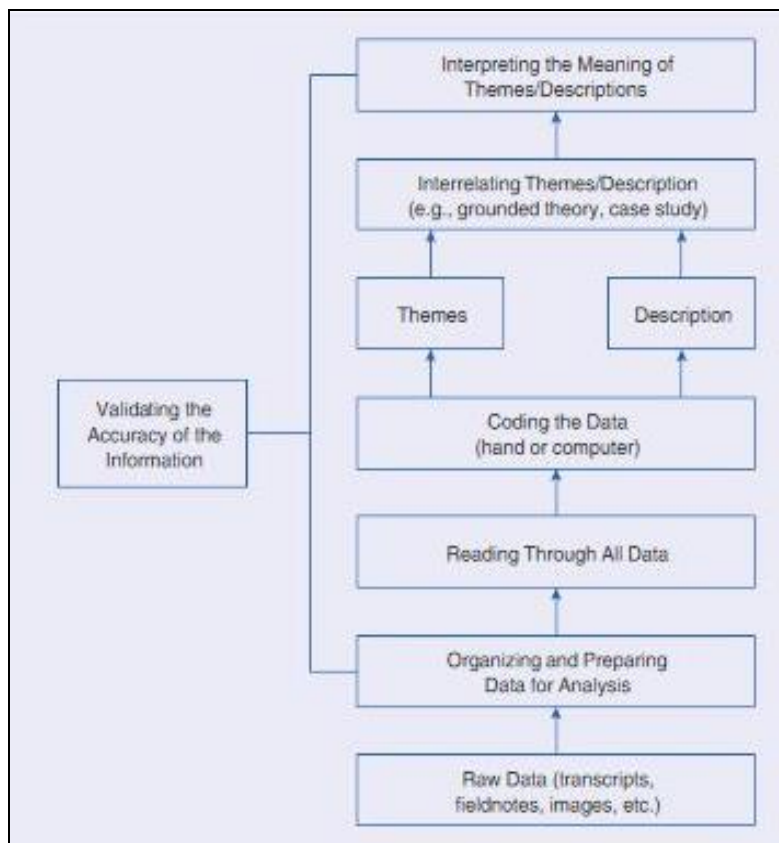 Interpreting the Meaning of
Themes/Descriptions
Interrelating Themes/Description
(e.g., grounded theory, case study)
Themes
Description
Validating the
Accuracy of the
Information
Coding the Data
(hand or computer)
Reading Through All Data
Organizing and Preparing
Data for Analysis
Raw Data (transcripts,
fieldnotes, images, etc.)